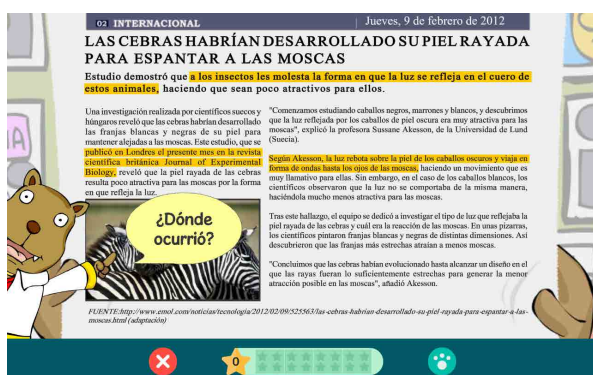 02 INTERNACIONAL
Jueves, 9 de febrero de 2012
LAS CEBRAS HABRÍAN DESARROLLADO SU PIEL RAYADA
PARA ESPANTAR A LAS MOSCAS
Estudio demostró que a los insectos les molesta la forma en que la luz se refleja en el cuero de
estos animales, haciendo que sean poco atractivos para ellos.
Una investigación realizada por científicos suecos y
húngaros reveló que las cebras habrían desarrollado
las franjas blancas y negras de su piel para
mantener alejadas a las moscas. Este estudio, que se
publicó en Londres el presente mes en la revista
científica británica Journal of Experimental
Biology, reveló que la piel rayada de las cebras
resulta poco atractiva para las moscas por la forma
en que refleja la luz.
¿Dónde
ocurrió?
"Comenzamos estudiando caballos negros, marrones y blancos, y descubrimos
que la luz reflejada por los caballos de piel oscura era muy atractiva para las
moscas", explicó la profesora Sussane Akesson, de la Universidad de Lund
(Suecia).
Según Akesson, la luz rebota sobre la piel de los caballos oscuros y viaja en
forma de ondas hasta los ojos de las moscas, haciendo un movimiento que es
muy llamativo para ellas. Sin embargo, en el caso de los caballos blancos, los
científicos observaron que la luz no se comportaba de la misma manera,
haciéndola mucho menos atractiva para las moscas.
Tras este hallazgo, el equipo se dedicó a investigar el tipo de luz que reflejaba la
piel rayada de las cebras y cuál era la reacción de las moscas. En unas pizarras,
los científicos pintaron franjas blancas y negras de distintas dimensiones. Así
descubrieron que las franjas más estrechas atraían a menos moscas.
"Concluimos que las cebras habían evolucionado hasta alcanzar un diseño en el
que las rayas fueran lo suficientemente estrechas para generar la menor
atracción posible en las moscas", añadió Akesson.
FUENTE:http://www.emol.com/noticias/tecnologia/2012/02/09/525563/las-cebras-habrian-desarrollado-su-piel-rayada-para-espantar-a-las-
moscas.html (adaptación)
0